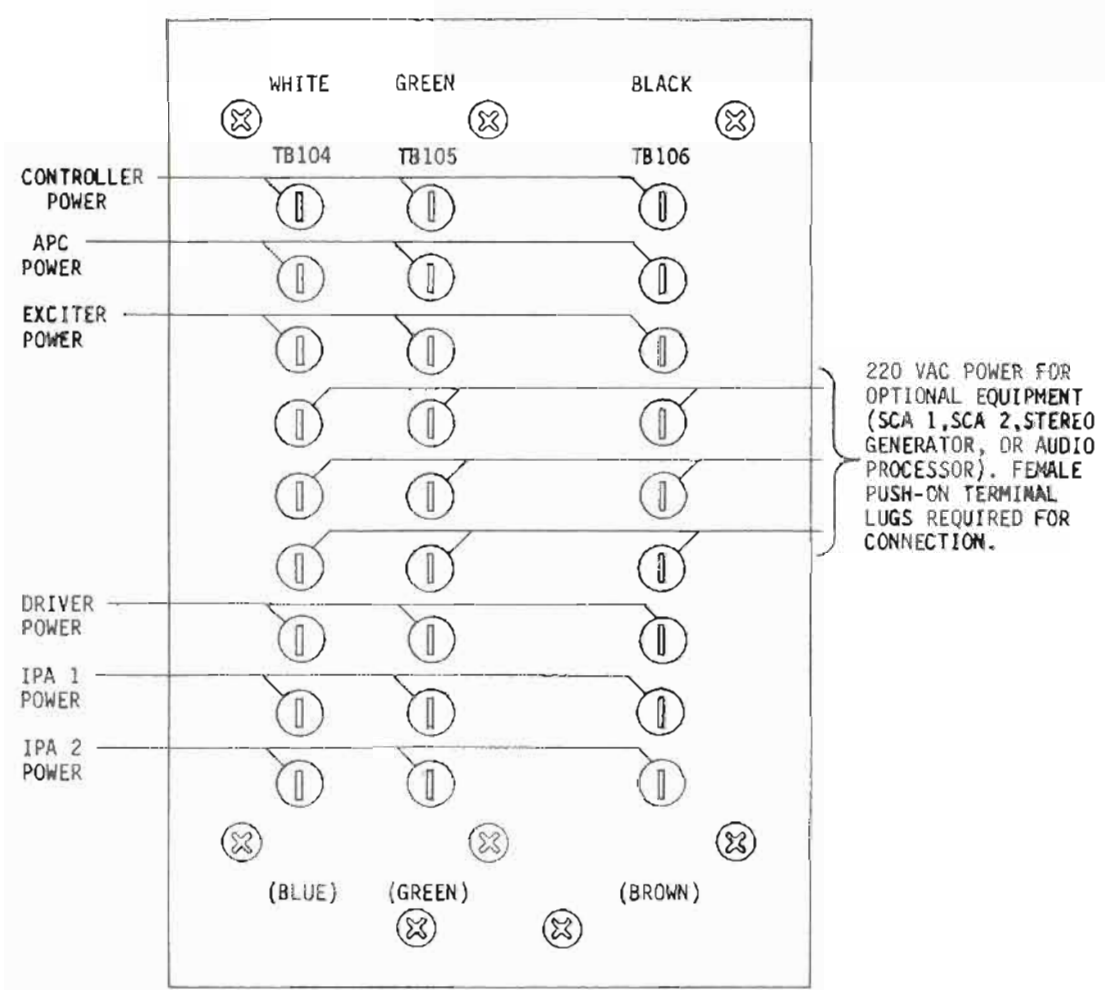 WHITE GREEN BLACK
TB104 TB105 TB106
CONTROLLER
POWER
APC
POWER
EXCITER
POWER
220 VAC POWER FOR
OPTIONAL EQUIPMENT
(SCA 1,SCA 2,STEREO
GENERATOR, OR AUDIO
PROCESSOR). FEMALE
PUSH-ON TERMINAL
LUGS REQUIRED FOR
CONNECTION.
DRIVER
POWER
IPA 1
POWER
IPA 2
POWER
(BLUE) (GREEN) (BROWN)